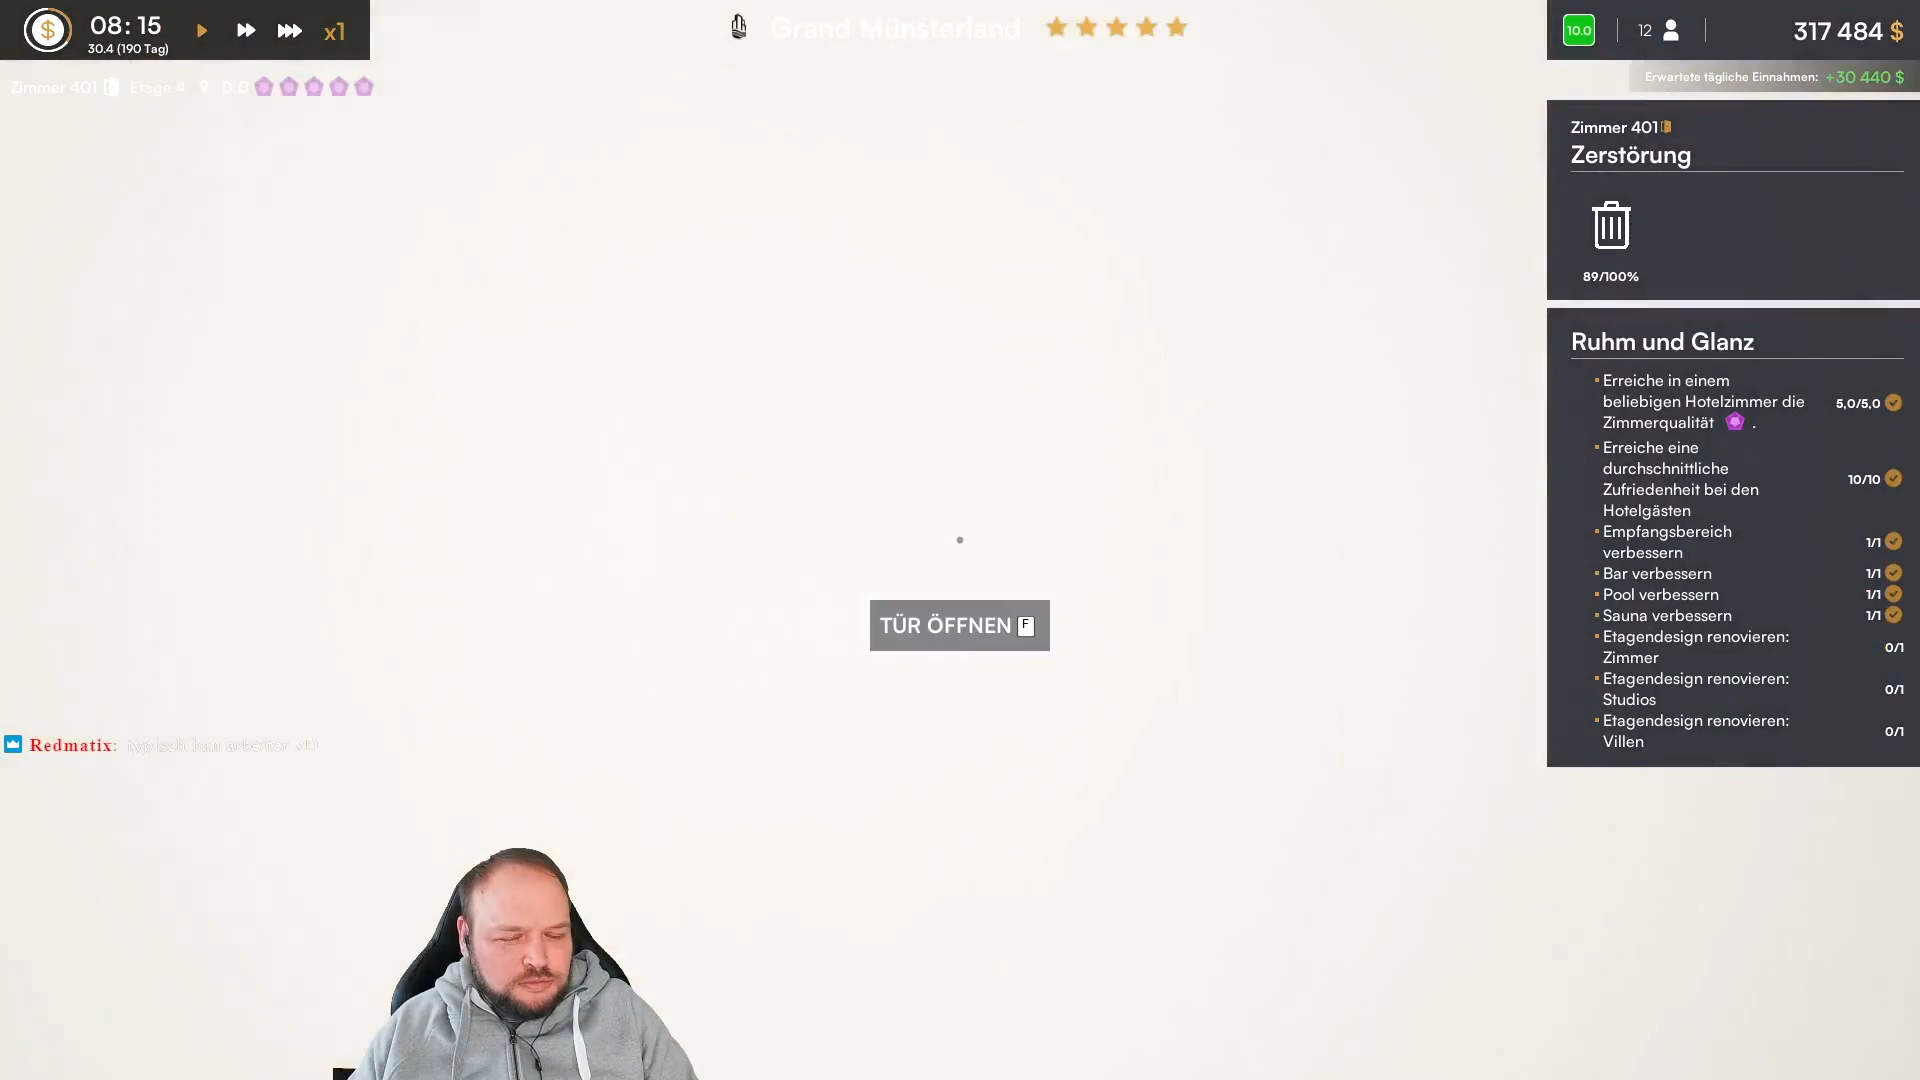 08:15
30.4 (190 Tag)
x1
Grand Münsterland
10.0
12
317 484 $
Erwartete tägliche Einnahmen: +30 440 $
Zimmer 401 Etage 4 0.0
Zimmer 401
Zerstörung
89/100%
Ruhm und Glanz
Erreiche in einem
beliebigen Hotelzimmer die
Zimmerqualität .
5,0/5,0
Erreiche eine
durchschnittliche
Zufriedenheit bei den
Hotelgästen
10/10
Empfangsbereich
verbessern
1/1
Bar verbessern 1/1
Pool verbessern 1/1
Sauna verbessern 1/1
Etagendesign renovieren:
Zimmer
0/1
Etagendesign renovieren:
Studios
0/1
Etagendesign renovieren:
Villen
0/1
TÜR ÖFFNEN F
Redmatix: typisch bau arbeiter xD